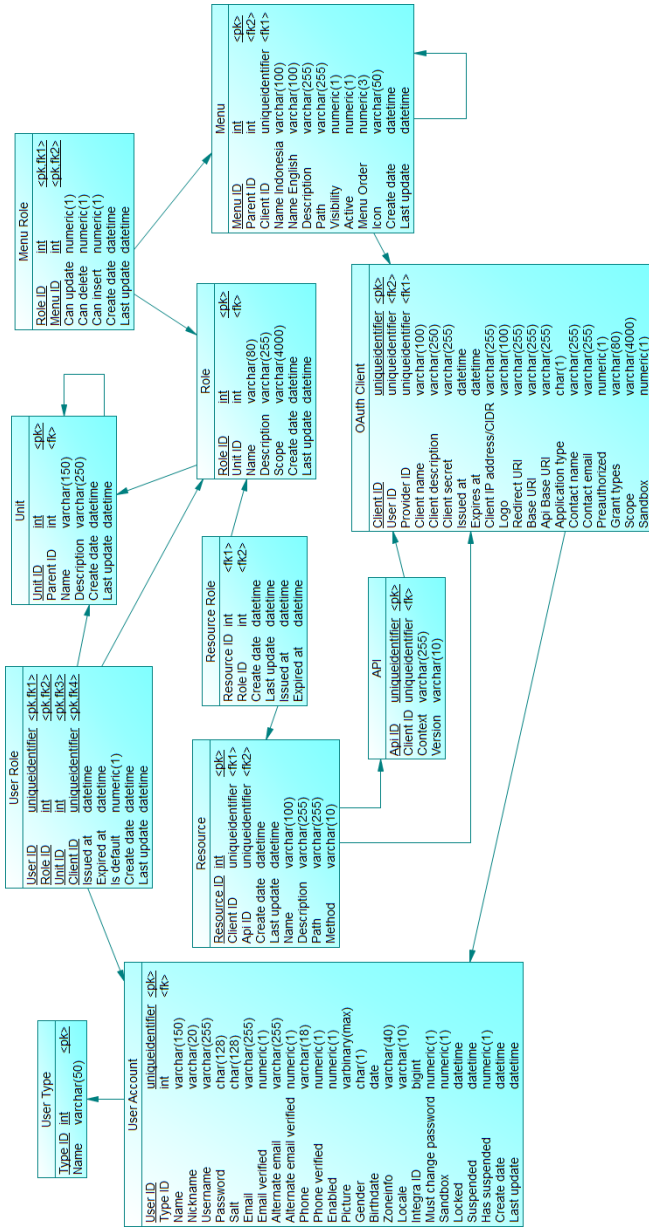 User Type
Type ID int <pk>
Name varchar(50)
User Account
User ID uniqueidentifier <pk>
Type ID int <fk>
Name varchar(150)
Nickname varchar(20)
Username varchar(255)
Password char(128)
Salt char(128)
Email varchar(255)
Email verified numeric(1)
Alternate email varchar(255)
Alternate email verified numeric(1)
Phone varchar(18)
Phone verified numeric(1)
Enabled numeric(1)
Picture varbinary(max)
Gender char(1)
Birthdate date
Zoneinfo varchar(40)
Locale varchar(10)
Integra ID bigint
Must change password numeric(1)
Sandbox numeric(1)
Locked datetime
Suspended datetime
Has suspended numeric(1)
Create date datetime
Last update datetime
User Role
User ID uniqueidentifier <pk,fk1>
Role ID int <pk,fk2>
Unit ID int <pk,fk3>
Client ID uniqueidentifier <pk,fk4>
Issued at datetime
Expired at datetime
Is default numeric(1)
Create date datetime
Last update datetime
Resource
Resource ID int <pk>
Client ID uniqueidentifier <fk1>
Api ID uniqueidentifier <fk2>
Create date datetime
Last update datetime
Name varchar(100)
Description varchar(255)
Path varchar(255)
Method varchar(10)
Unit
Unit ID int <pk>
Parent ID int <fk>
Name varchar(150)
Description varchar(250)
Create date datetime
Last update datetime
Resource Role
Resource ID int <fk1>
Role ID int <fk2>
Create date datetime
Last update datetime
Issued at datetime
Expired at datetime
API
Api ID uniqueidentifier <pk>
Client ID uniqueidentifier <fk>
Context varchar(255)
Version varchar(10)
Role
Role ID int <pk>
Unit ID int <fk>
Name varchar(80)
Description varchar(255)
Scope varchar(4000)
Create date datetime
Last update datetime
OAuth Client
Client ID uniqueidentifier <pk>
User ID uniqueidentifier <fk2>
Provider ID uniqueidentifier <fk1>
Client name varchar(100)
Client description varchar(250)
Client secret varchar(255)
Issued at datetime
Expires at datetime
Client IP address/CIDR varchar(255)
Logo varchar(100)
Redirect URI varchar(255)
Base URI varchar(255)
Api Base URI varchar(255)
Application type char(1)
Contact name varchar(255)
Contact email varchar(255)
Preauthorized numeric(1)
Grant types varchar(80)
Scope varchar(4000)
Sandbox numeric(1)
Menu Role
Role ID int <pk,fk1>
Menu ID int <pk,fk2>
Can update numeric(1)
Can delete numeric(1)
Can insert numeric(1)
Create date datetime
Last update datetime
Menu
Menu ID int <pk>
Parent ID int <fk2>
Client ID uniqueidentifier <fk1>
Name Indonesia varchar(100)
Name English varchar(100)
Description varchar(255)
Path varchar(255)
Visibility numeric(1)
Active numeric(1)
Menu Order numeric(3)
Icon varchar(50)
Create date datetime
Last update datetime